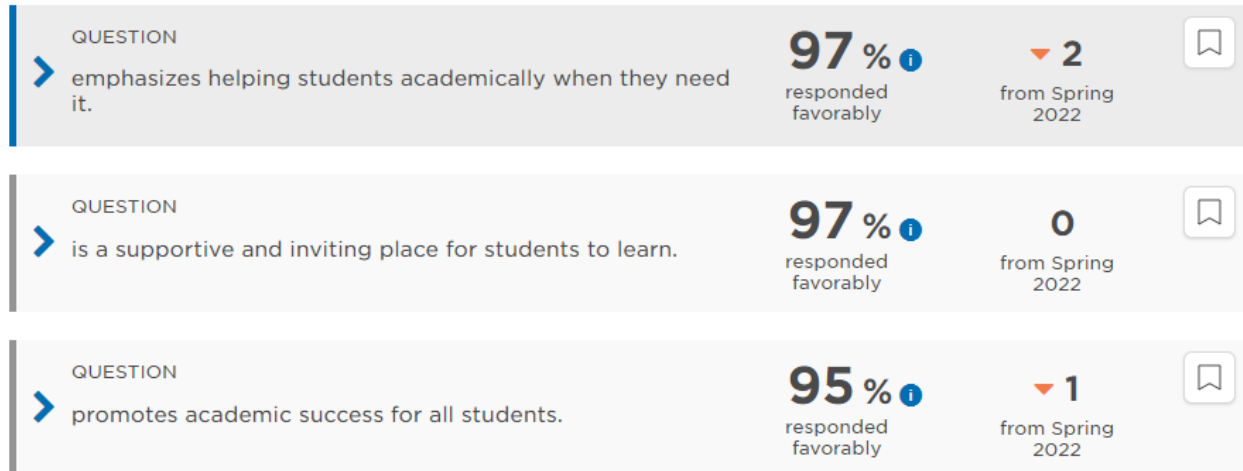 QUESTION
emphasizes helping students academically when they need
it.
97 %
responded
favorably
2
from Spring
2022
QUESTION
is a supportive and inviting place for students to learn.
97 %
responded
favorably
0
from Spring
2022
QUESTION
promotes academic success for all students.
95 %
responded
favorably
1
from Spring
2022